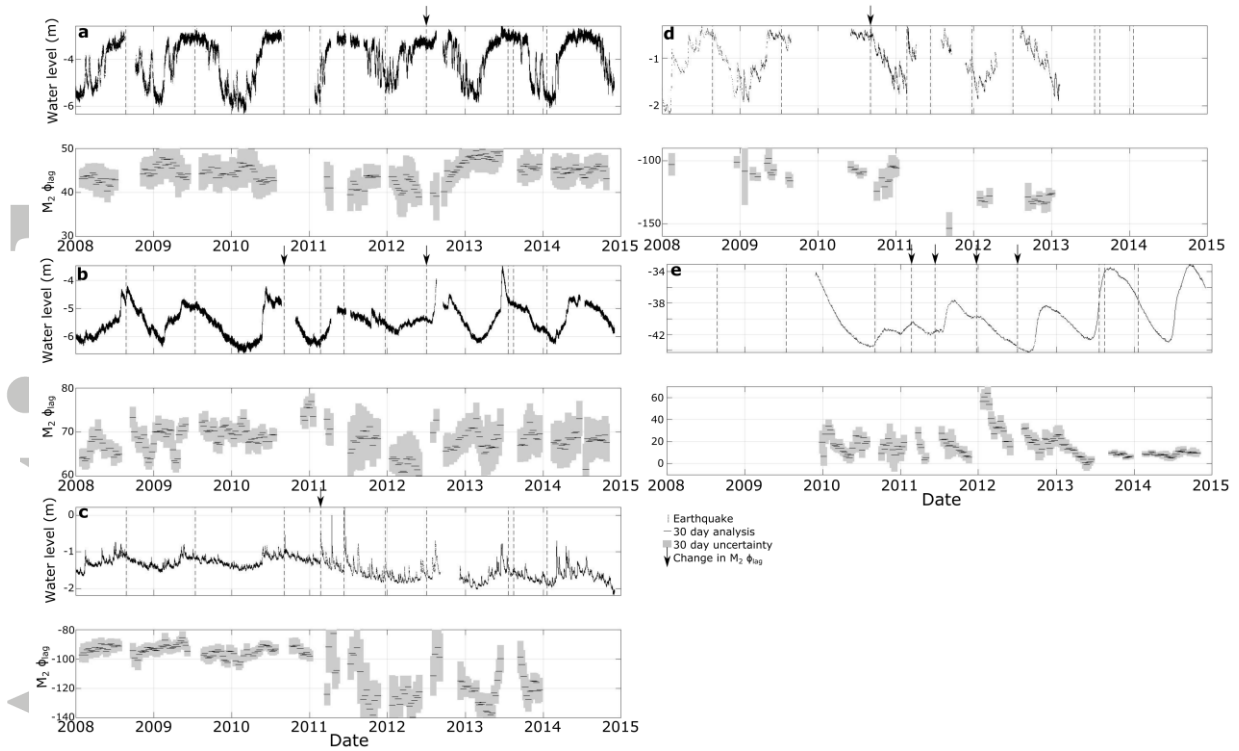 a
Water level (m)
-4
-6
50
40
30
M2 ϕlag
2008 2009 2010 2011 2012 2013 2014 2015
b
Water level (m)
-4
-5
-6
80
70
60
M2 ϕlag
2008 2009 2010 2011 2012 2013 2014 2015
c
Water level (m)
0
-1
-2
-80
-100
-120
-140
M2 ϕlag
2008 2009 2010 2011 2012 2013 2014 2015
Date
d
Water level (m)
-1
-2
-100
-150
M2 ϕlag
2008 2009 2010 2011 2012 2013 2014 2015
e
-34
-38
-42
60
40
20
0
2010 2011 2012 2013 2014 2015
Date
Earthquake
30 day analysis
30 day uncertainty
Change in M2 ϕlag